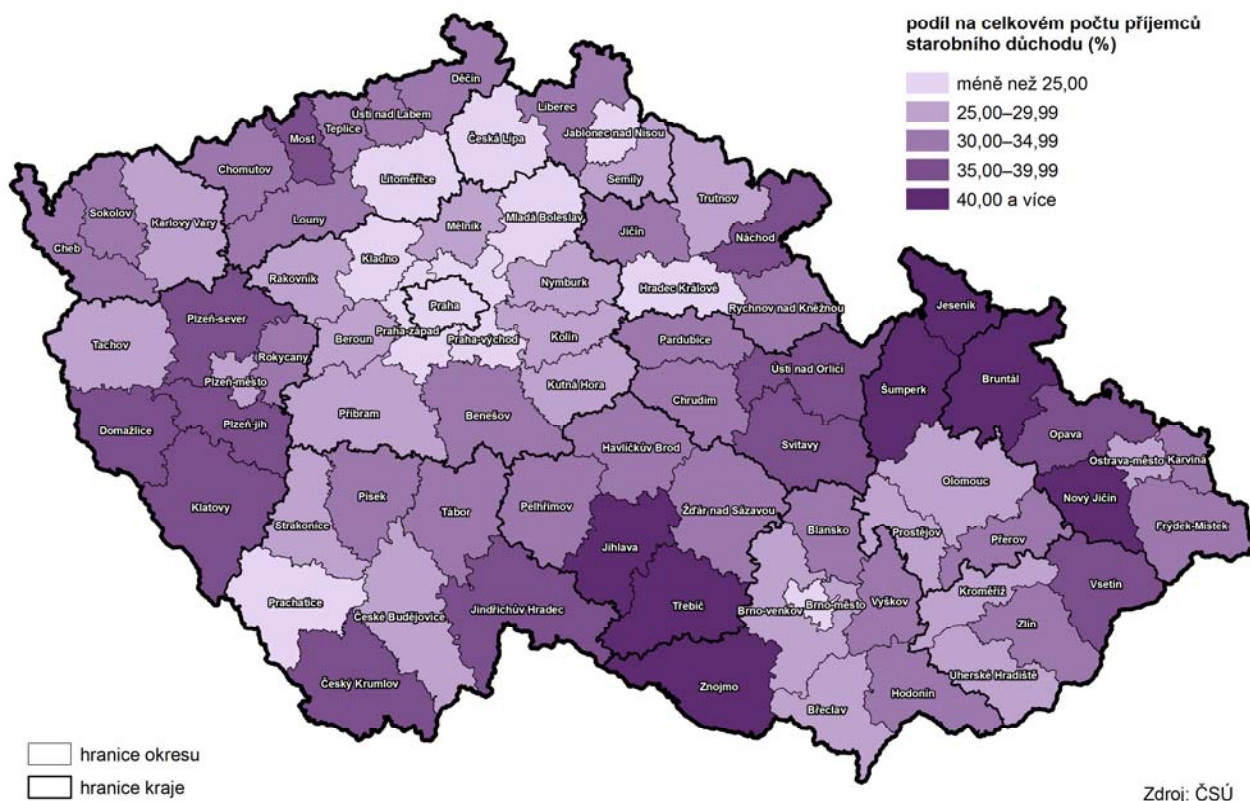 podíl na celkovém počtu příjemců
starobního důchodu (%)
méně než 25,00
25,00–29,99
30,00–34,99
35,00–39,99
40,00 a více
Děčín
Liberec
Ústí nad Labem
Teplice
Jablonec nad Nisou
Most
Česká Lípa
Chomutov
Litoměřice
Semily
Trutnov
Sokolov
Karlovy Vary
Louny
Mělník
Mladá Boleslav
Jičín
Náchod
Cheb
Kladno
Rakovník
Nymburk
Hradec Králové
Praha
Rychnov nad Kněžnou
Jeseník
Plzeň-sever
Praha-západ
Beroun
Praha-východ
Kolín
Pardubice
Tachov
Rokycany
Ústí nad Orlicí
Šumperk
Bruntál
Plzeň-město
Kutná Hora
Chrudim
Příbram
Benešov
Domažlice
Plzeň-jih
Opava
Havlíčkův Brod
Svitavy
Ostrava-město
Karviná
Olomouc
Klatovy
Písek
Tábor
Pelhřimov
Žďár nad Sázavou
Nový Jičín
Strakonice
Blansko
Prostějov
Přerov
Frýdek-Místek
Jihlava
Vsetín
Kroměříž
Prachatice
České Budějovice
Jindřichův Hradec
Třebíč
Brno-venkov
Brno-město
Vyškov
Zlín
Uherské Hradiště
Český Krumlov
Znojmo
Břeclav
Hodonín
hranice okresu
hranice kraje
Zdroj: ČSÚ